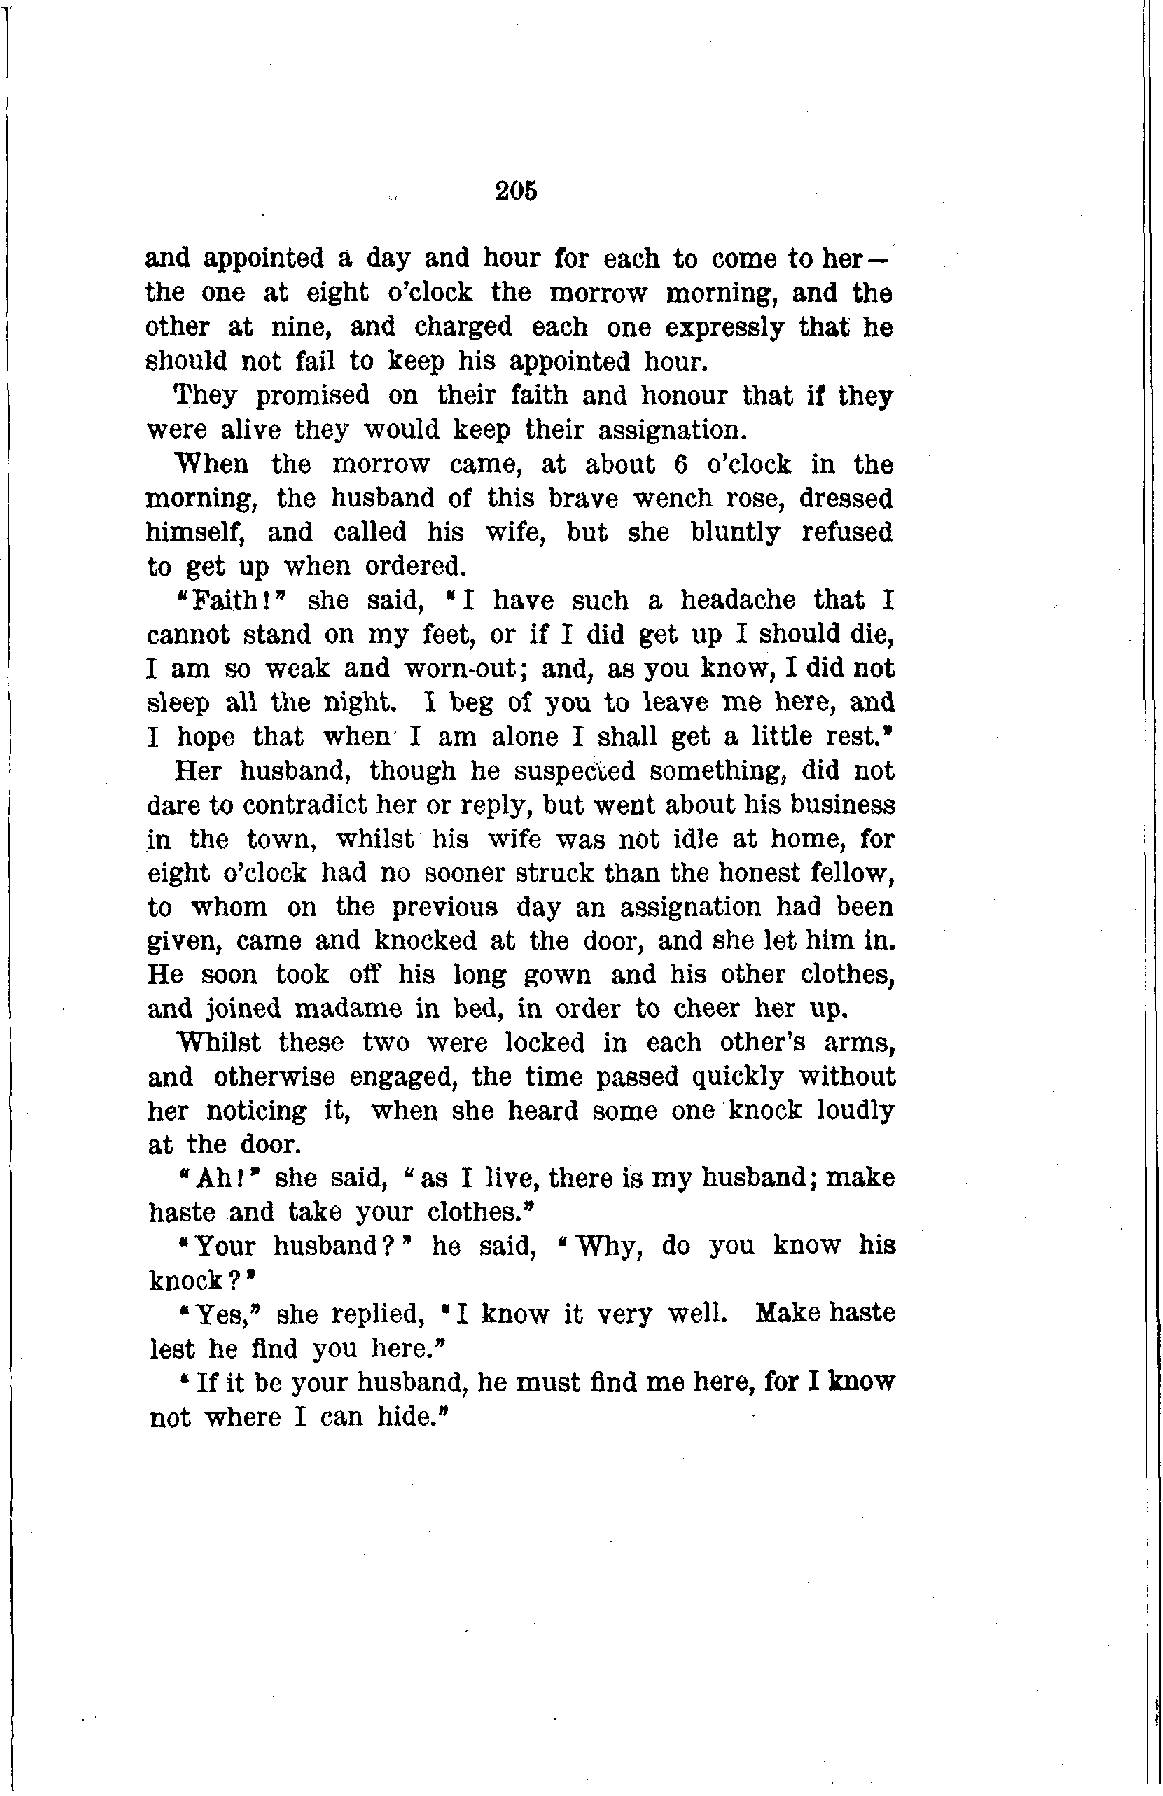 205
and appointed a day and hour for each to come to her—
the one at eight o'clock the morrow morning, and the
other at nine, and charged each one expressly that he
should not fail to keep his appointed hour.
They promised on their faith and honour that if they
were alive they would keep their assignation.
When the morrow came, at about 6 o'clock in the
morning, the husband of this brave wench rose, dressed
himself, and called his wife, but she bluntly refused
to get up when ordered.
"Faith!" she said, "I have such a headache that I
cannot stand on my feet, or if I did get up I should die,
I am so weak and worn-out; and, as you know, I did not
sleep all the night. I beg of you to leave me here, and
I hope that when I am alone I shall get a little rest."
Her husband, though he suspected something, did not
dare to contradict her or reply, but went about his business
in the town, whilst his wife was not idle at home, for
eight o'clock had no sooner struck than the honest fellow,
to whom on the previous day an assignation had been
given, came and knocked at the door, and she let him in.
He soon took off his long gown and his other clothes,
and joined madame in bed, in order to cheer her up.
Whilst these two were locked in each other's arms,
and otherwise engaged, the time passed quickly without
her noticing it, when she heard some one knock loudly
at the door.
"Ah!" she said, "as I live, there is my husband; make
haste and take your clothes."
"Your husband?" he said, "Why, do you know his
knock?"
"Yes," she replied, "I know it very well. Make haste
lest he find you here."
"If it be your husband, he must find me here, for I know
not where I can hide."